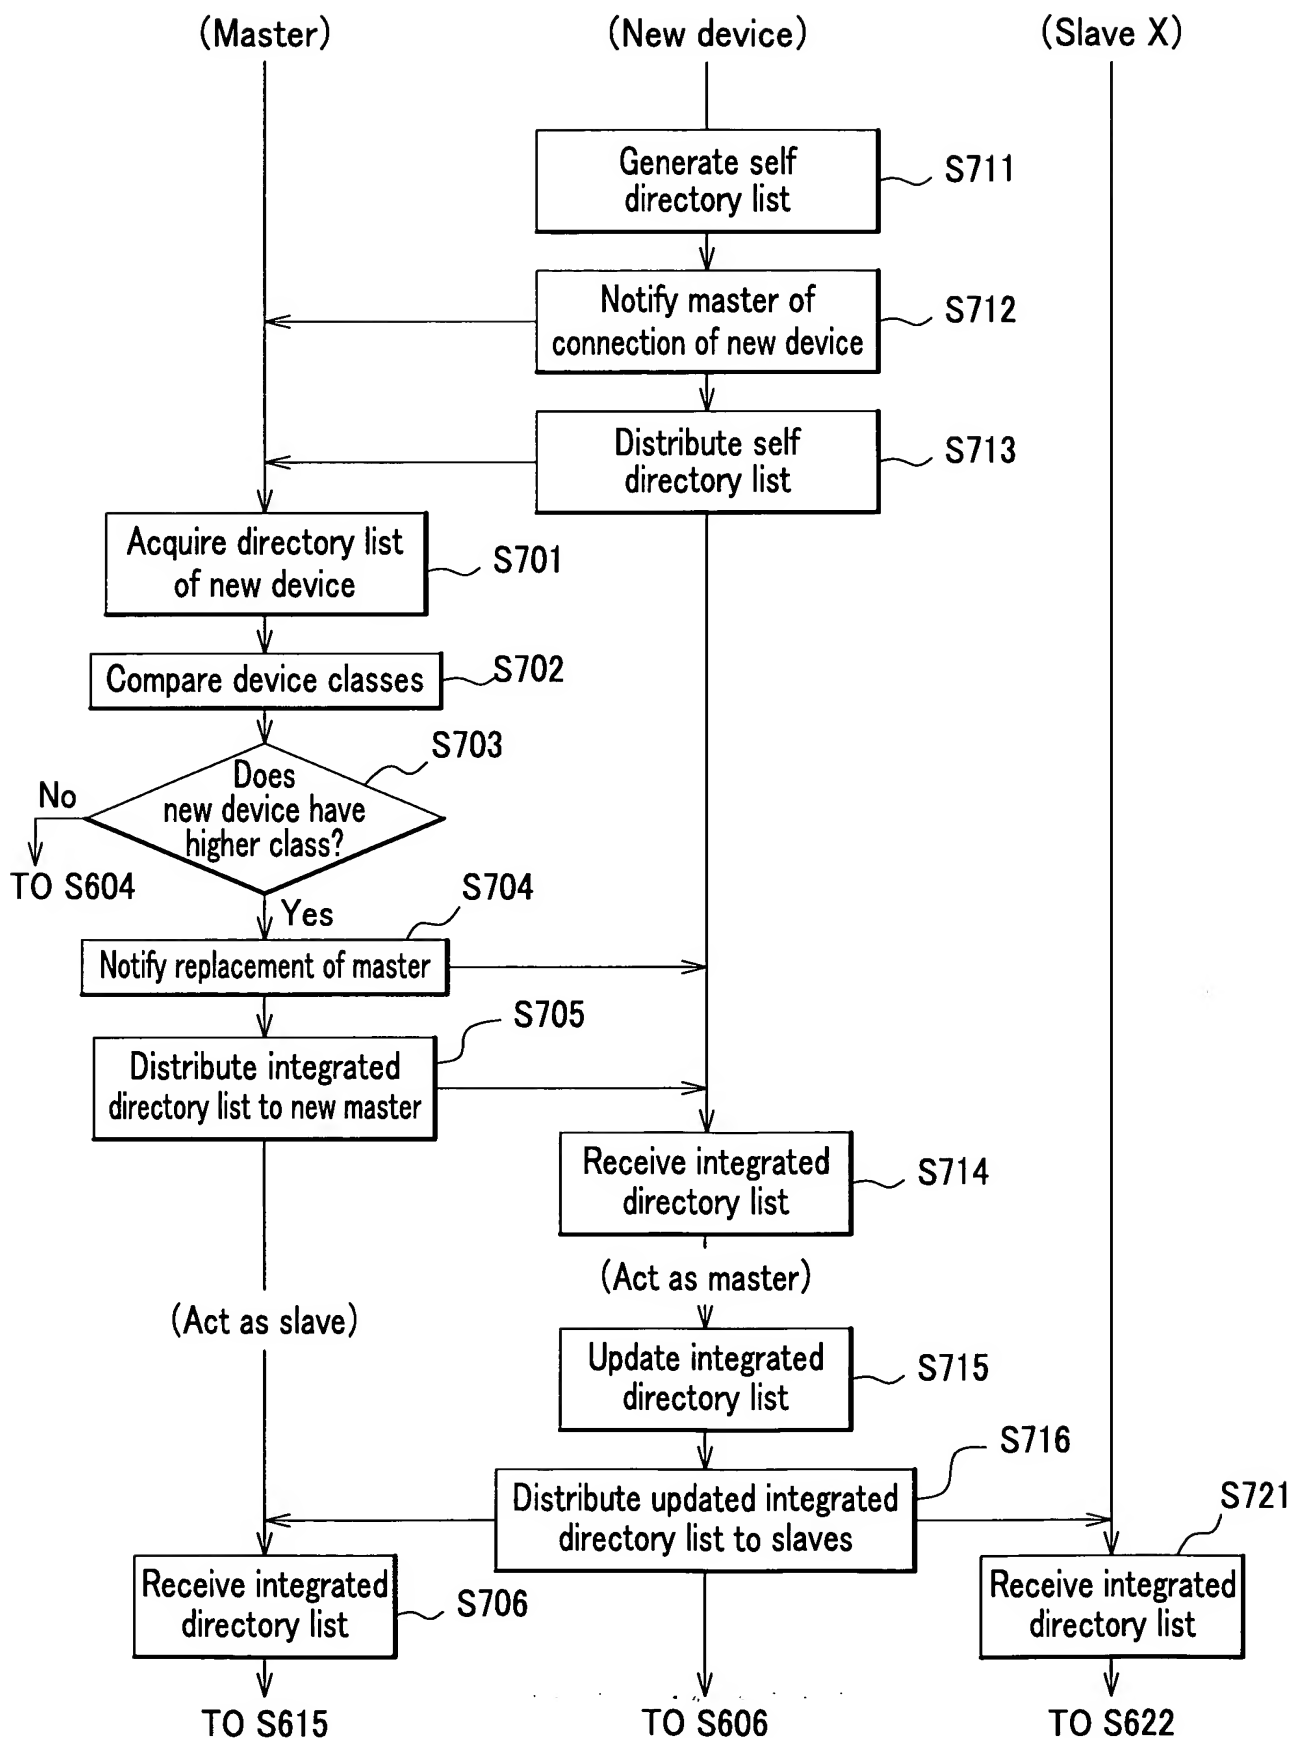 (Master)
(New device)
(Slave X)
Generate self
directory list
S711
Notify master of
connection of new device
S712
Distribute self
directory list
S713
Acquire directory list
of new device
S701
Compare device classes
S702
S703
Does
new device have
higher class?
No
TO S604
Yes
S704
Notify replacement of master
S705
Distribute integrated
directory list to new master
Receive integrated
directory list
S714
(Act as master)
(Act as slave)
Update integrated
directory list
S715
S716
Distribute updated integrated
directory list to slaves
S721
Receive integrated
directory list
S706
Receive integrated
directory list
TO S615
TO S606
TO S622